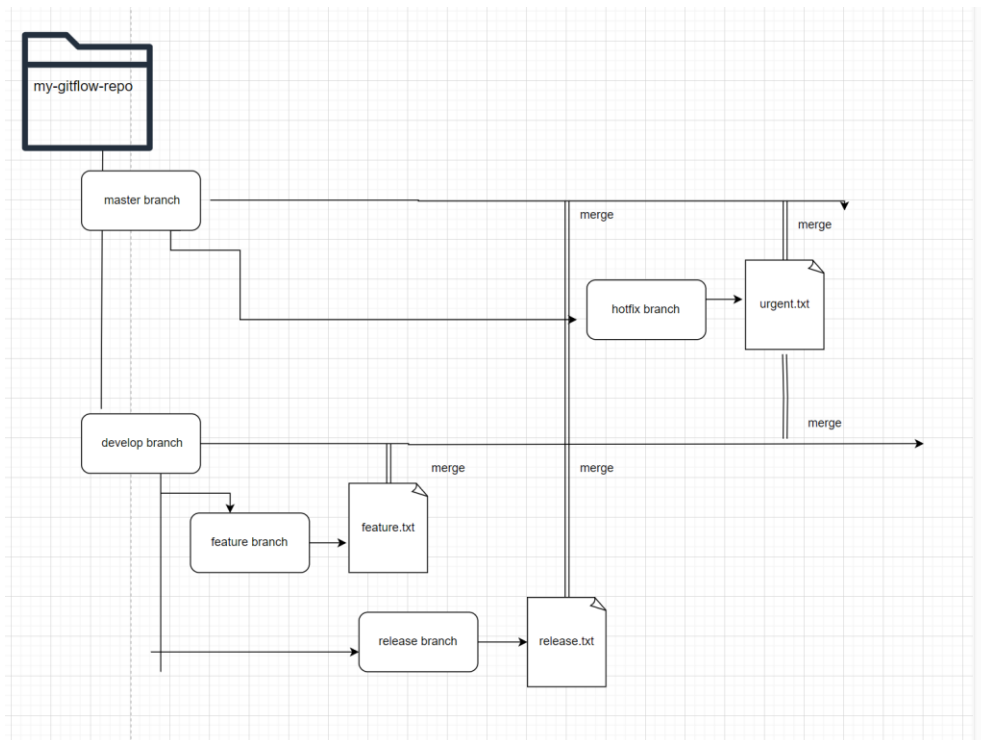 my-gitflow-repo
master branch
merge
merge
urgent.txt
hotfix branch
merge
develop branch
merge
merge
feature.txt
feature branch
release branch
release.txt